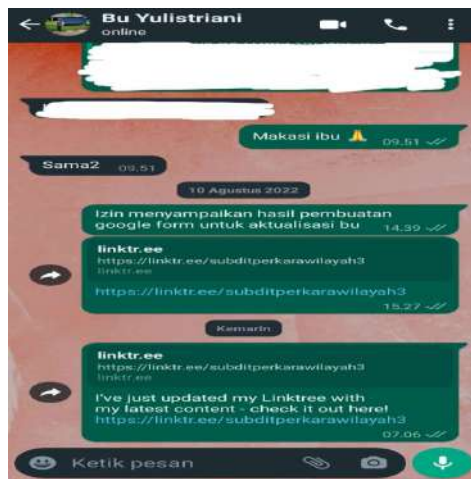 Bu Yulistriani
online
Makasi ibu 🙏 09.51
Sama2 09.51
10 Agustus 2022
Izin menyampaikan hasil pembuatan
google form untuk aktualisasi bu 14.39
linktr.ee
https://linktr.ee/subditperkarawilayah3
linktr.ee
https://linktr.ee/subditperkarawilayah3
15.27
Kemarin
linktr.ee
https://linktr.ee/subditperkarawilayah3
linktr.ee
I've just updated my Linktree with
my latest content - check it out here!
https://linktr.ee/subditperkarawilayah3
07.06
Ketik pesan